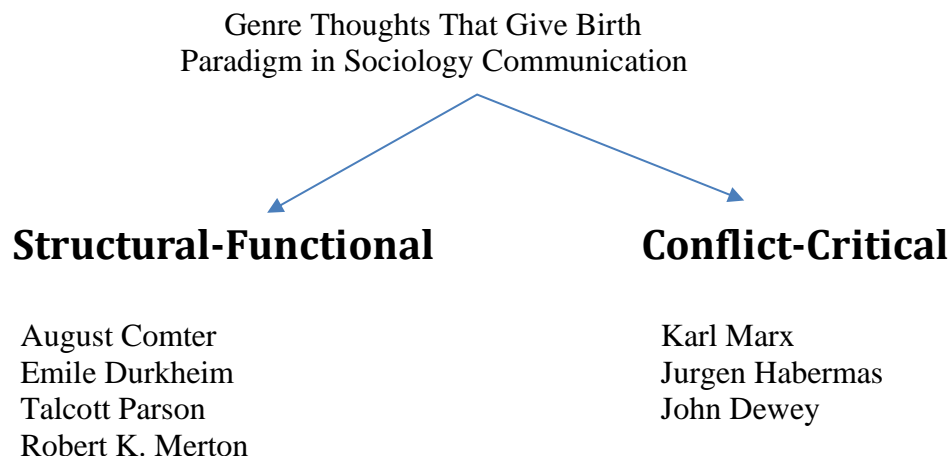 Genre Thoughts That Give Birth
Paradigm in Sociology Communication
Structural-Functional
August Comter
Emile Durkheim
Talcott Parson
Robert K. Merton
Conflict-Critical
Karl Marx
Jurgen Habermas
John Dewey